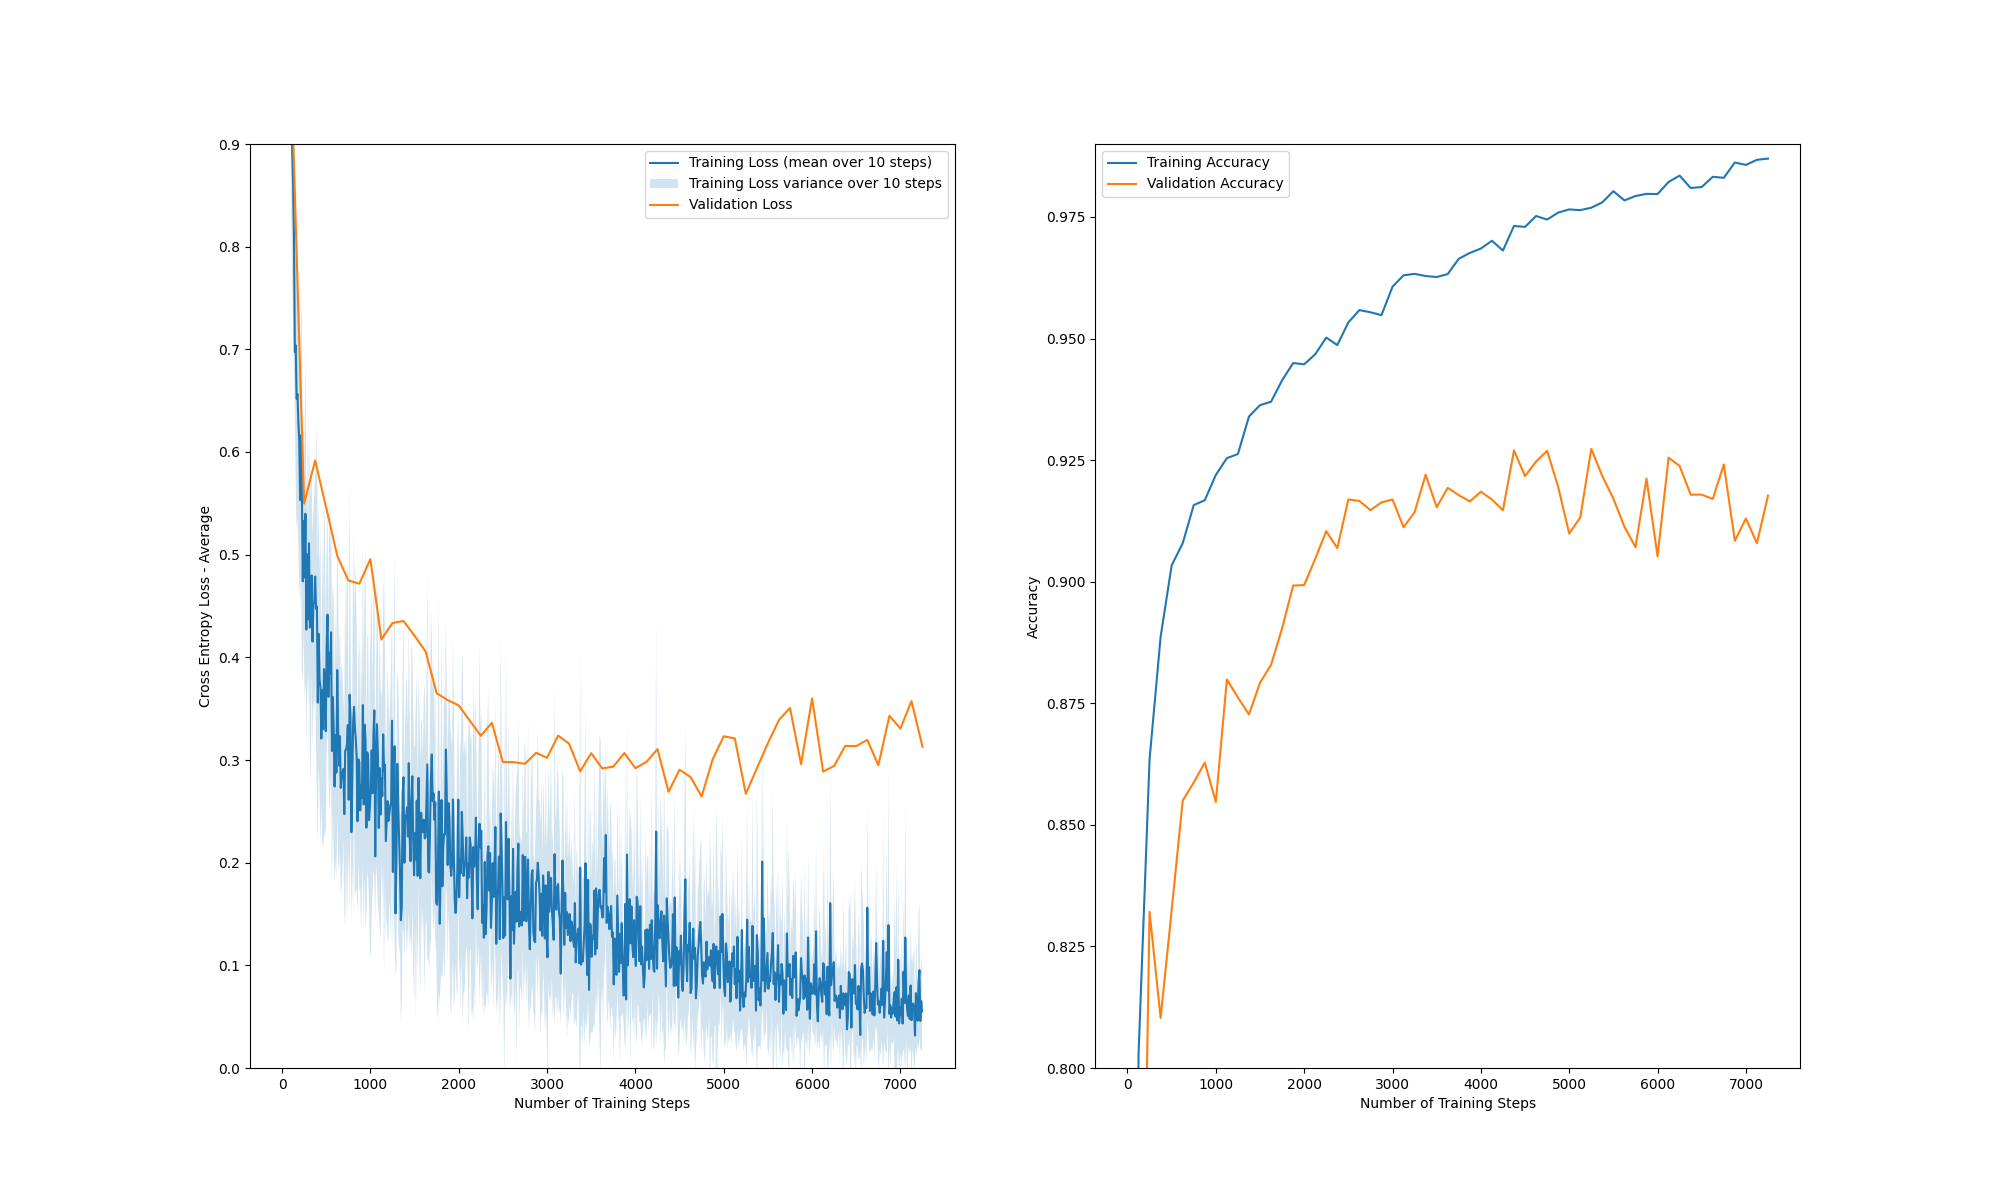 0.9
0.8
0.7
0.6
0.5
0.4
0.3
0.2
0.1
0.0
Cross Entropy Loss - Average
Training Loss (mean over 10 steps)
Training Loss variance over 10 steps
Validation Loss
0 1000 2000 3000 4000 5000 6000 7000
Number of Training Steps
0.975
0.950
0.925
0.900
0.875
0.850
0.825
0.800
Accuracy
Training Accuracy
Validation Accuracy
0 1000 2000 3000 4000 5000 6000 7000
Number of Training Steps